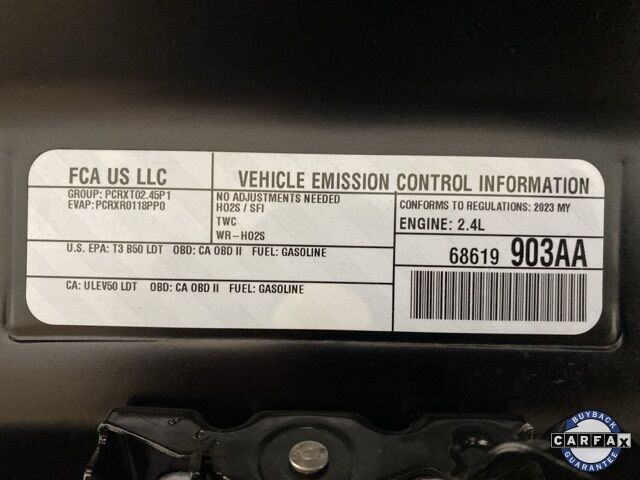 FCA US LLC
VEHICLE EMISSION CONTROL INFORMATION
GROUP: PCRXT02.45P1
EVAP:PCRXR0118PP0
NO ADJUSTMENTS NEEDED
HO2S / SFI
TWC
WR-HO2S
CONFORMS TO REGULATIONS: 2023 MY
ENGINE: 2.4L
U.S. EPA: T3 B50 LDT OBD: CA OBD II FUEL: GASOLINE
68619 903AA
CA: ULEV50 LDT OBD: CA OBD II FUEL: GASOLINE
BUYBACK
CARFAX
GUARANTEE